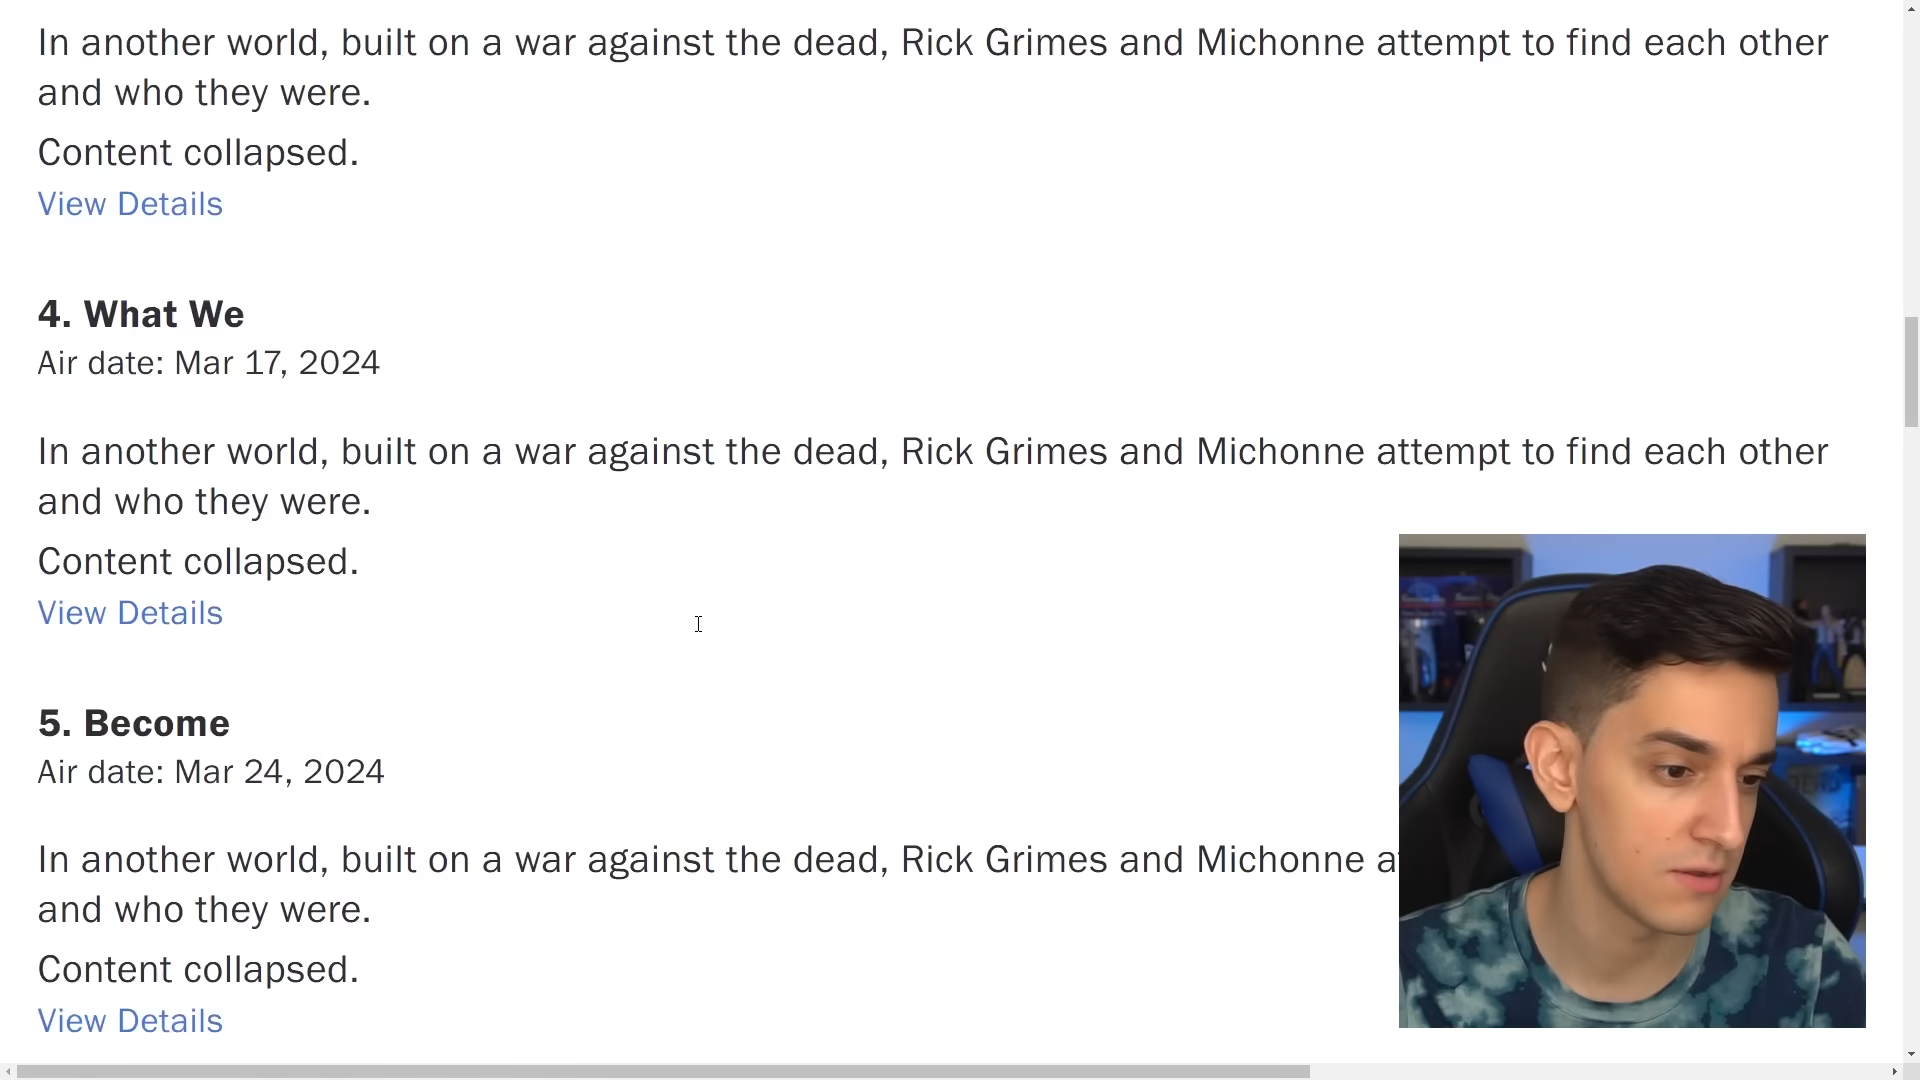 In another world, built on a war against the dead, Rick Grimes and Michonne attempt to find each other
and who they were.
Content collapsed.
View Details
4. What We
Air date: Mar 17, 2024
In another world, built on a war against the dead, Rick Grimes and Michonne attempt to find each other
and who they were.
Content collapsed.
View Details
5. Become
Air date: Mar 24, 2024
In another world, built on a war against the dead, Rick Grimes and Michonne
and who they were.
Content collapsed.
View Details